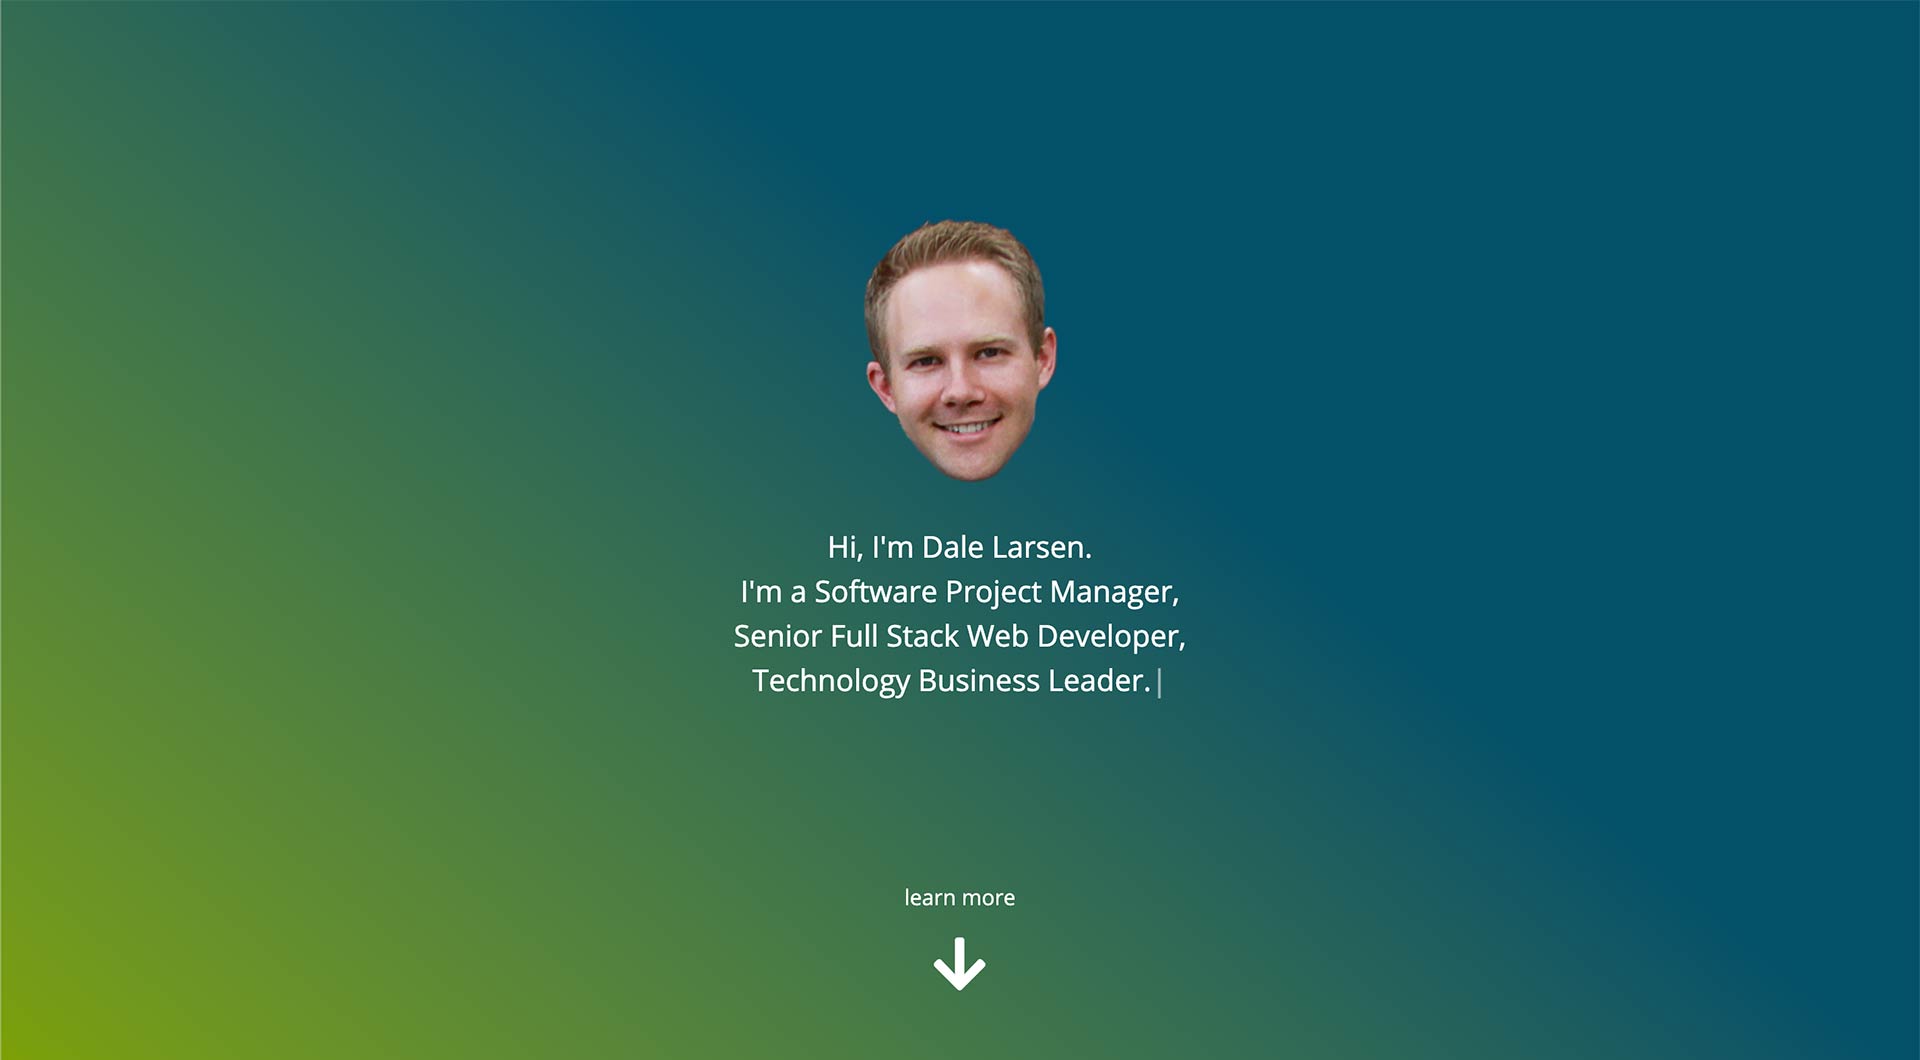 Hi, I'm Dale Larsen.
I'm a Software Project Manager,
Senior Full Stack Web Developer,
Technology Business Leader.|
learn more